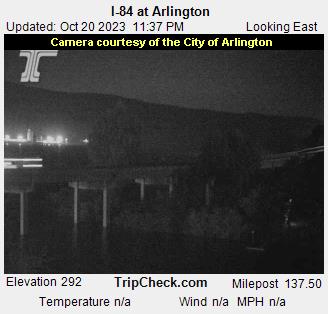 I-84 at Arlington
Updated: Oct 20 2023 11:37 PM Looking East
Camera courtesy of the City of Arlington
Elevation 292 TripCheck.com Milepost 137.50
Temperature n/a Wind n/a MPH n/a